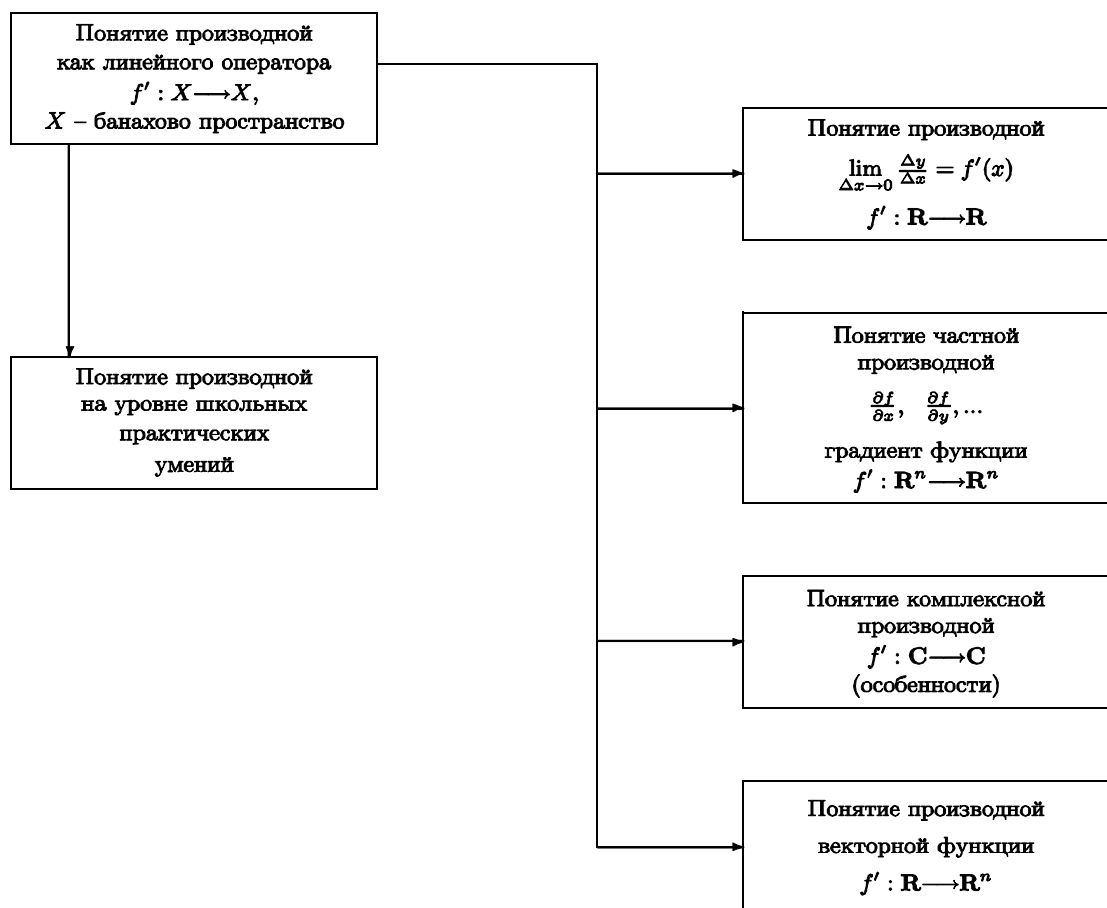 Понятие производной
как линейного оператора
f′ : X⟶X,
X – банахово пространство
Понятие производной
на уровне школьных
практических
умений
Понятие производной
lim Δx→0 Δy/Δx = f′(x)
f′ : R⟶R
Понятие частной
производной
∂f/∂x, ∂f/∂y, ...
градиент функции
f′ : Rⁿ⟶Rⁿ
Понятие комплексной
производной
f′ : C⟶C
(особенности)
Понятие производной
векторной функции
f′ : R⟶Rⁿ